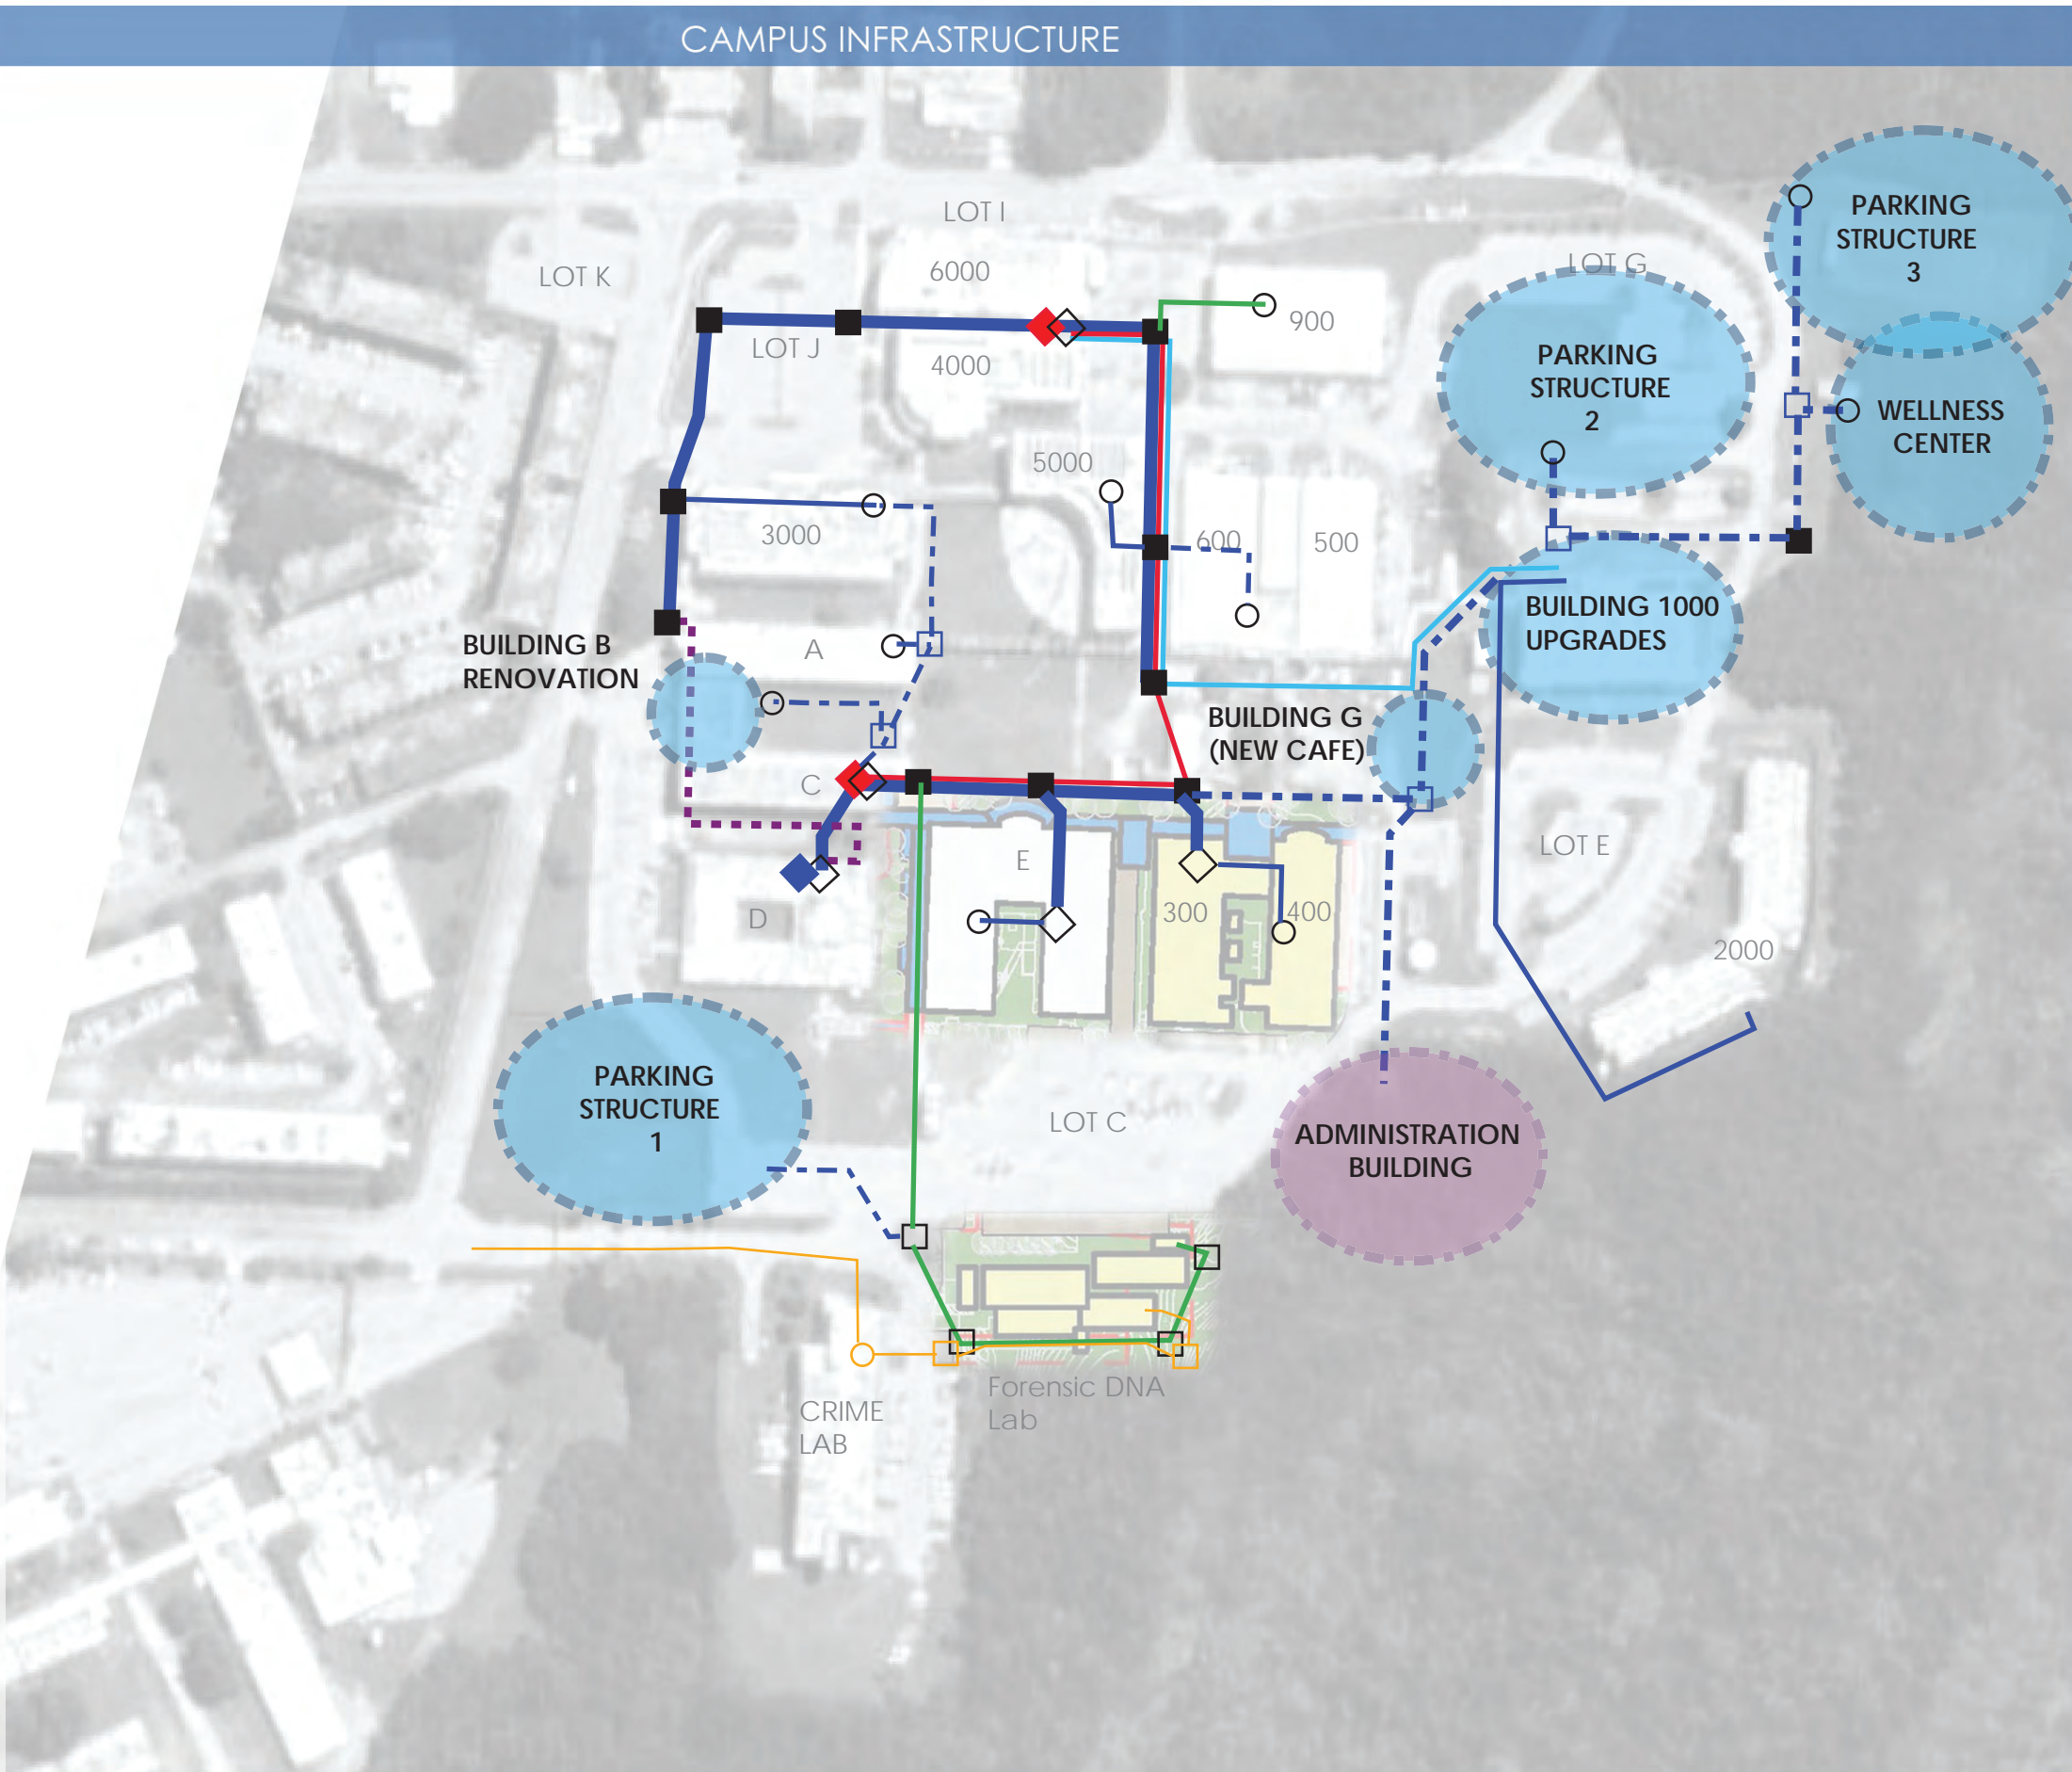 CAMPUS INFRASTRUCTURE
LOT I
PARKING
STRUCTURE
3
LOT K
6000
LOT G
900
LOT J
4000
PARKING
STRUCTURE
2
WELLNESS
CENTER
5000
3000
600
500
BUILDING 1000
UPGRADES
BUILDING B
RENOVATION
A
BUILDING G
(NEW CAFE)
C
E
LOT E
D
300
400
2000
PARKING
STRUCTURE
1
LOT C
ADMINISTRATION
BUILDING
Forensic DNA
Lab
CRIME
LAB